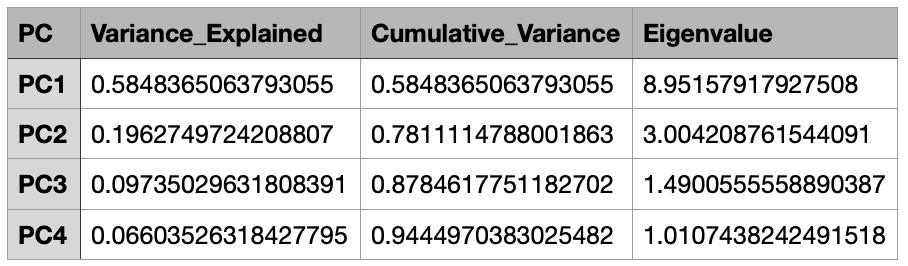 PC Variance_Explained Cumulative_Variance Eigenvalue
PC1 0.5848365063793055 0.5848365063793055 8.95157917927508
PC2 0.1962749724208807 0.7811114788001863 3.004208761544091
PC3 0.09735029631808391 0.8784617751182702 1.4900555558890387
PC4 0.06603526318427795 0.9444970383025482 1.0107438242491518